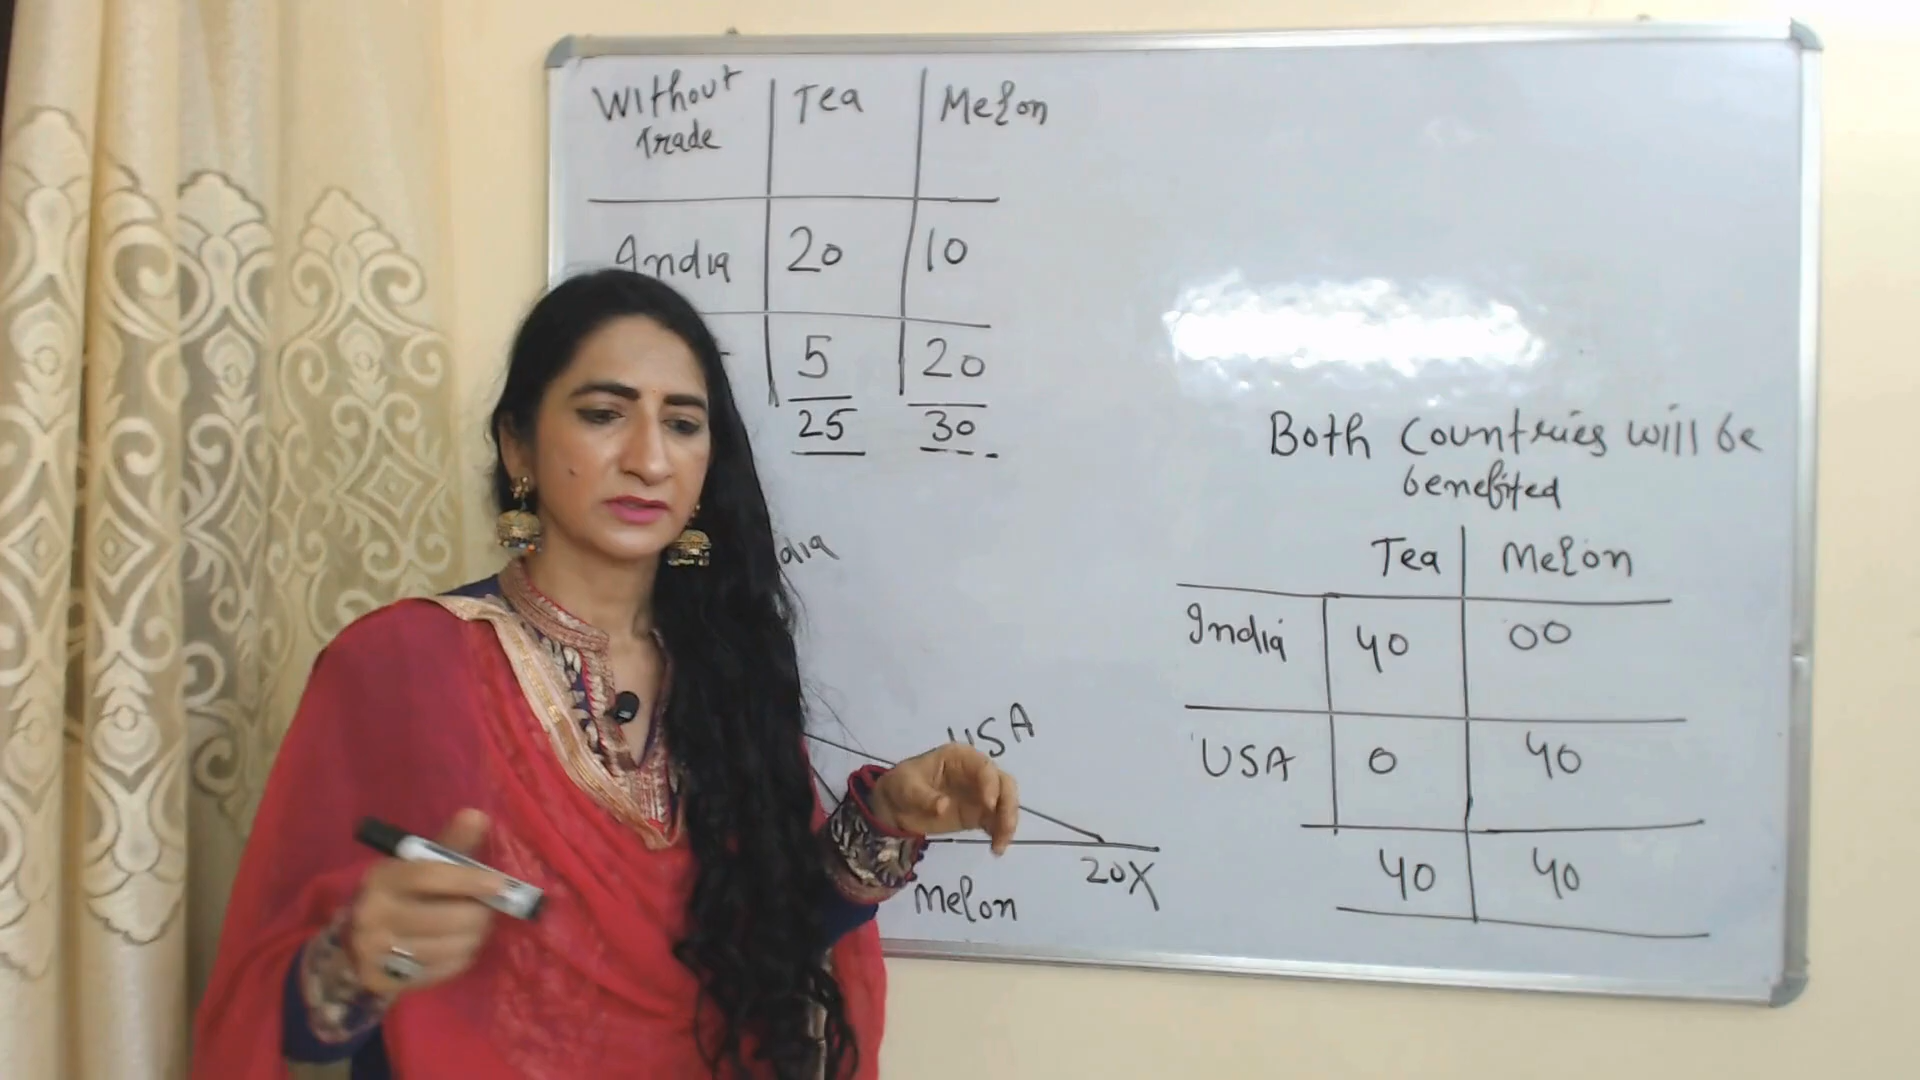 Without Tea Melon
trade
India 20 10
5 20
25 30
Both Countries will be
benefited
Tea Melon
India 40 00
USA 0 40
40 40
USA
20X
Melon